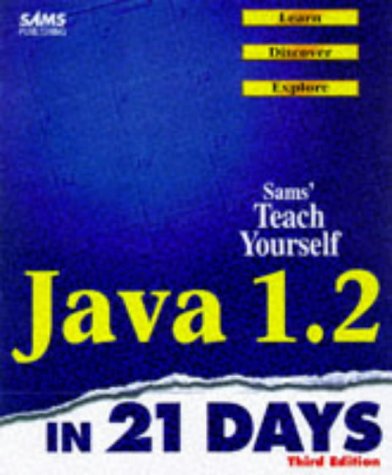 SAMS
PUBLISHING
Learn
Discover
Explore
Sams'
Teach
Yourself
Java 1.2
IN 21 DAYS
Third Edition